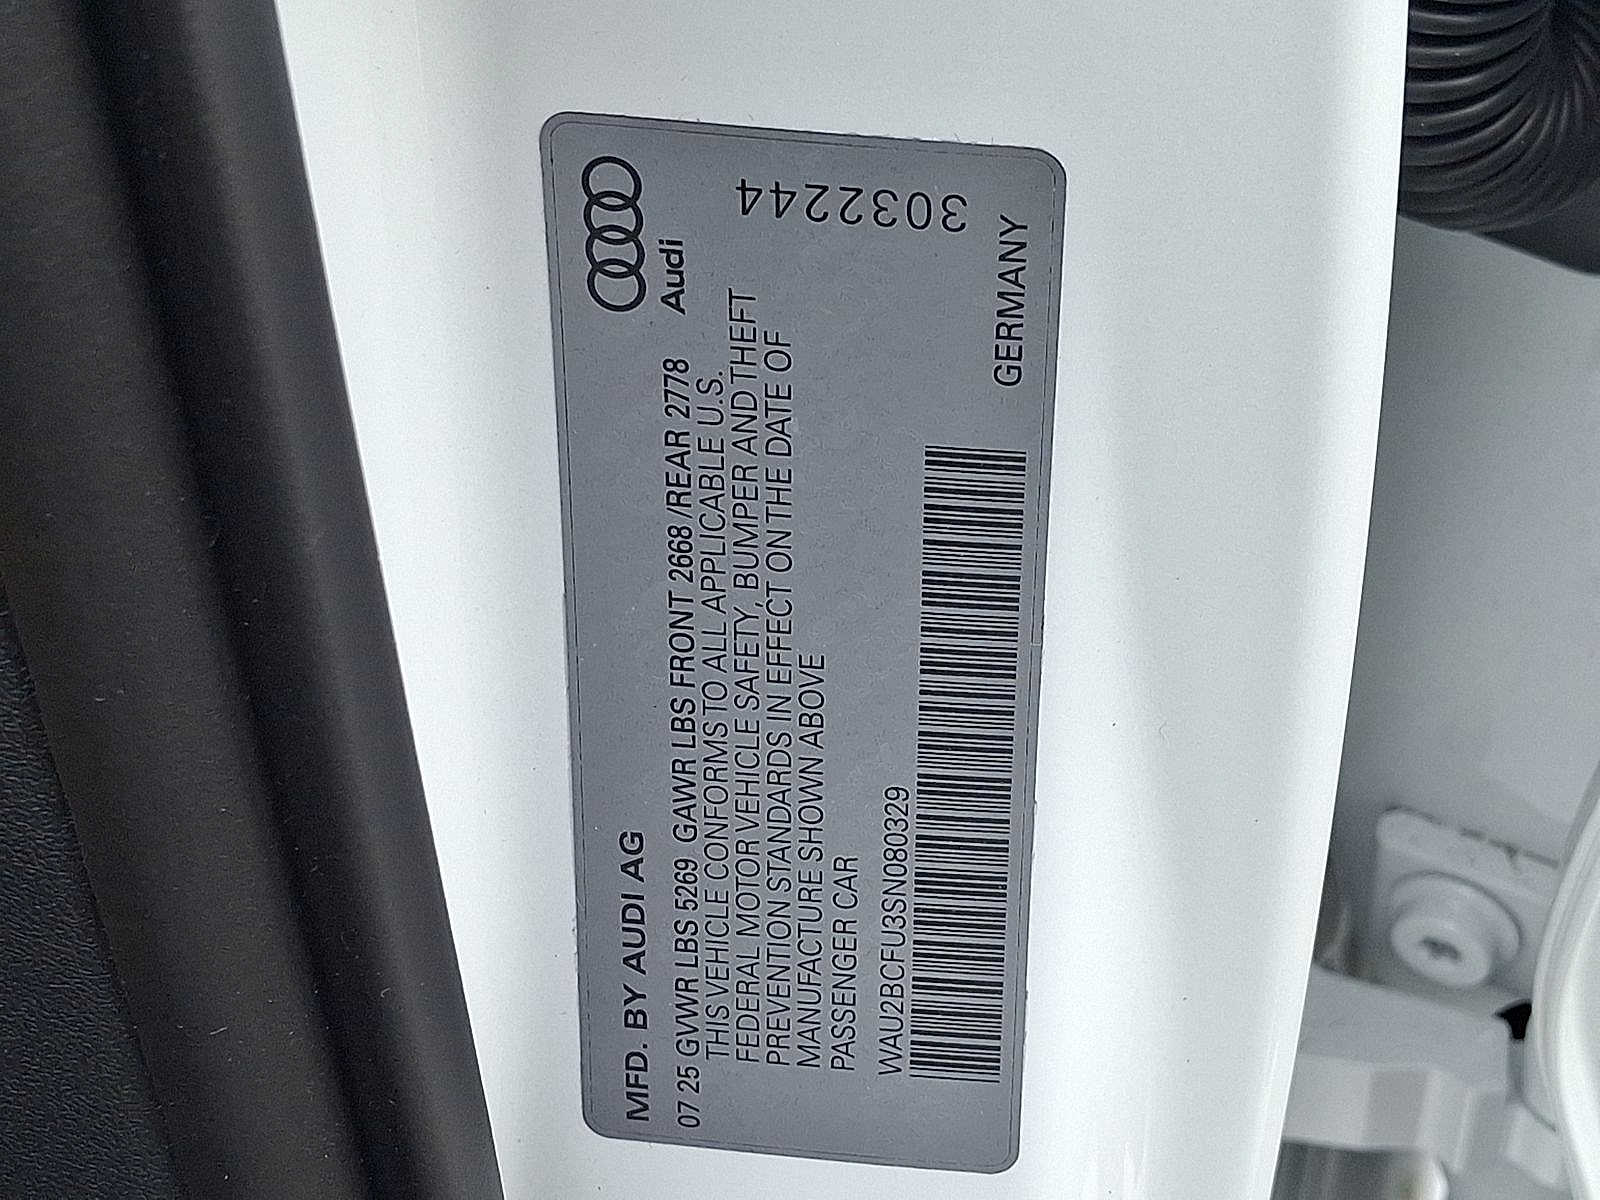 MFD. BY AUDI AG
Audi
07 25 GVWR LBS 5269 GAWR LBS FRONT 2668 /REAR 2778
THIS VEHICLE CONFORMS TO ALL APPLICABLE U.S.
FEDERAL MOTOR VEHICLE SAFETY, BUMPER AND THEFT
PREVENTION STANDARDS IN EFFECT ON THE DATE OF
MANUFACTURE SHOWN ABOVE
PASSENGER CAR
WAU2BCFU3SN080329
GERMANY
3032244